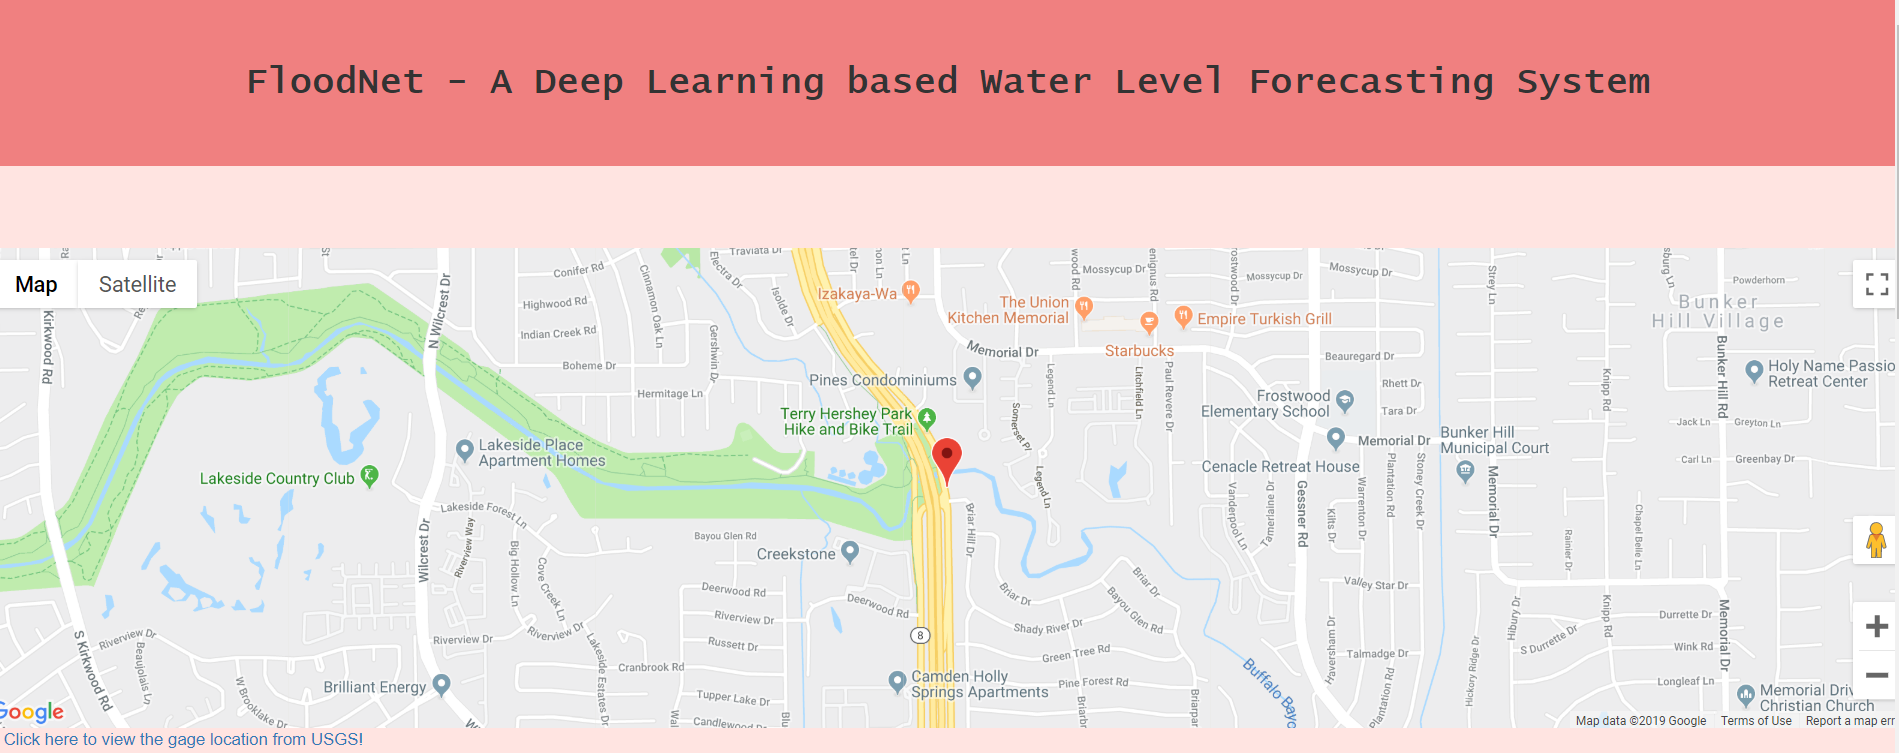 FloodNet - A Deep Learning based Water Level Forecasting System
Map
Satellite
Traviata Dr
Conifer Rd
Electra Dr
Mossycup Dr
Mossycup Dr
Mossycup Dr
Powderhorn
Izakaya-Wa
The Union
Kitchen Memorial
Empire Turkish Grill
Starbucks
Bunker
Hill Village
Highwood Rd
Indian Creek Rd
Cinnamon Oak Ln
Isolde Dr
Gershwin Dr
N Wilcrest Dr
Kirkwood Rd
Strey Ln
Memorial Dr
Beauregard Dr
Boheme Dr
Hermitage Ln
Pines Condominiums
Legend Ln
Litchfield Ln
Paul Revere Dr
Rhett Dr
Tara Dr
Knipp Rd
Bunker Hill Rd
Holy Name Passio
Retreat Center
Frostwood
Elementary School
Terry Hershey Park
Hike and Bike Trail
Somerset Pl
Jack Ln
Greyton Ln
Memorial Dr
Bunker Hill
Municipal Court
Lakeside Place
Apartment Homes
Carl Ln
Greenbay Dr
Cenacle Retreat House
Lakeside Country Club
Legend Ln
Vanderpool Ln
Tamerlaine Dr
Gessner Rd
Kilts Dr
Warrenton Dr
Plantation Rd
Stoney Creek Dr
Memorial Dr
Lakeside Forest Ln
Riverview Way
Wilcrest Dr
Big Hollow Ln
Cove Creek Ln
Bayou Glen Rd
Briar Hill Dr
Rainier Dr
Chapel Belle Ln
Creekstone
Deerwood Rd
Deerwood Rd
Briar Dr
Briar Dr
Bayou Glen Rd
Valley Star Dr
Riverview Dr
Riverview Dr
Riverview Dr
Riverview Dr
Russett Dr
8
Shady River Dr
Green Tree Rd
Hibury Dr
Knipp Rd
Durrette Dr
S Durrette Dr
Memorial Dr
Wink Rd
S Kirkwood Rd
Beaujolais Ln
W Brooklake Dr
Lakeside Estates Dr
Cranbrook Rd
Talmadge Dr
Havershham Dr
Hickory Ridge Dr
Brilliant Energy
Tupper Lake Dr
Candlewood Dr
Camden Holly
Springs Apartments
Pine Forest Rd
Buffalo Bayo
Plantation Rd
Longleaf Ln
Memorial Driv
Christian Church
Google
Map data ©2019 Google
Terms of Use
Report a map err
Click here to view the gage location from USGS!